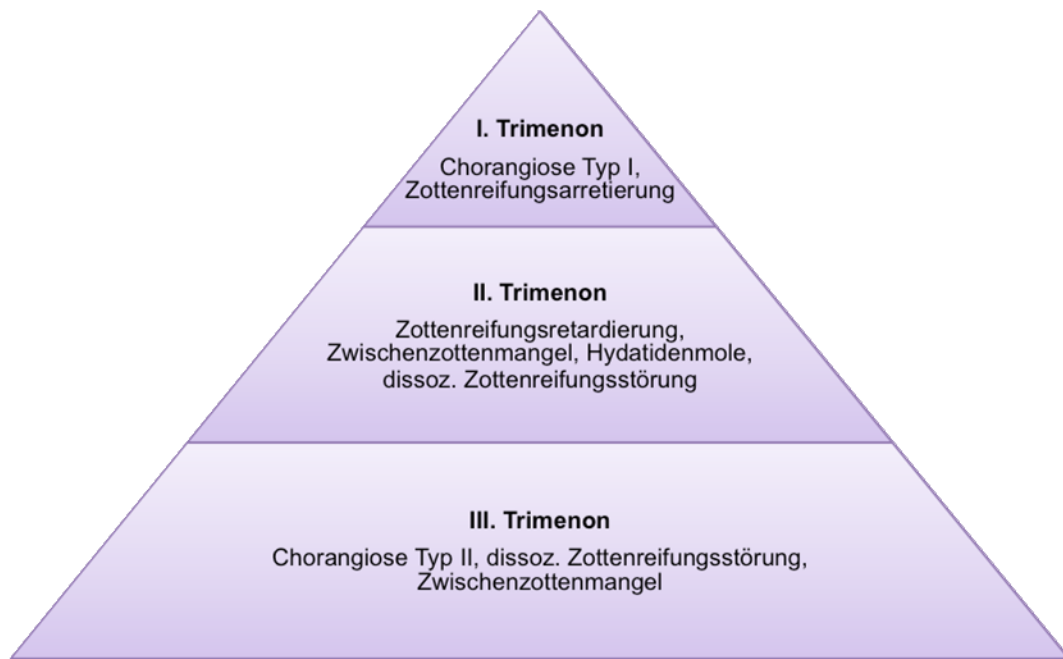 I. Trimenon
Chorangiose Typ I,
Zottenreifungsarretierung
II. Trimenon
Zottenreifungsretardierung,
Zwischenzottenmangel, Hydatidenmole,
dissoz. Zottenreifungsstörung
III. Trimenon
Chorangiose Typ II, dissoz. Zottenreifungsstörung,
Zwischenzottenmangel